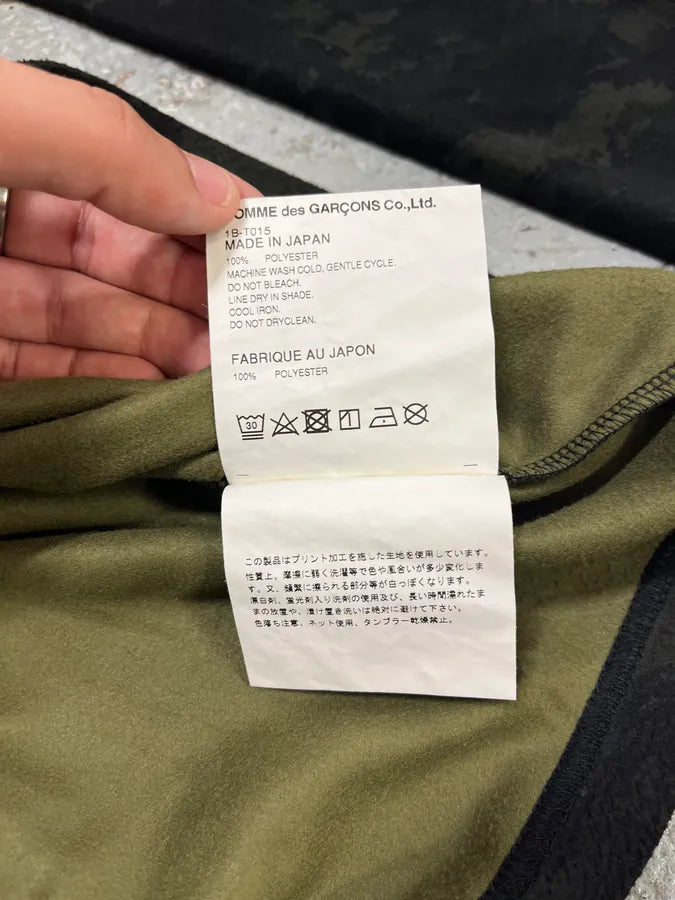 OMME des GARÇONS Co.,Ltd.
1B-T015
MADE IN JAPAN
100% POLYESTER
MACHINE WASH COLD, GENTLE CYCLE.
DO NOT BLEACH.
LINE DRY IN SHADE.
COOL IRON.
DO NOT DRYCLEAN.
FABRIQUE AU JAPON
100% POLYESTER
30
この製品はプリント加工を施した生地を使用しています。
性質上、摩擦に弱く洗濯等で色や風合いが多少変化しま
す。又、頻繁に擦られる部分等が白っぽくなります。
漂白剤、蛍光剤入り洗剤の使用及び、長い時間濡れたま
まの放置や、漬け置き洗いは絶対に避けて下さい。
色落ち注意、ネット使用、タンブラー乾燥禁止。